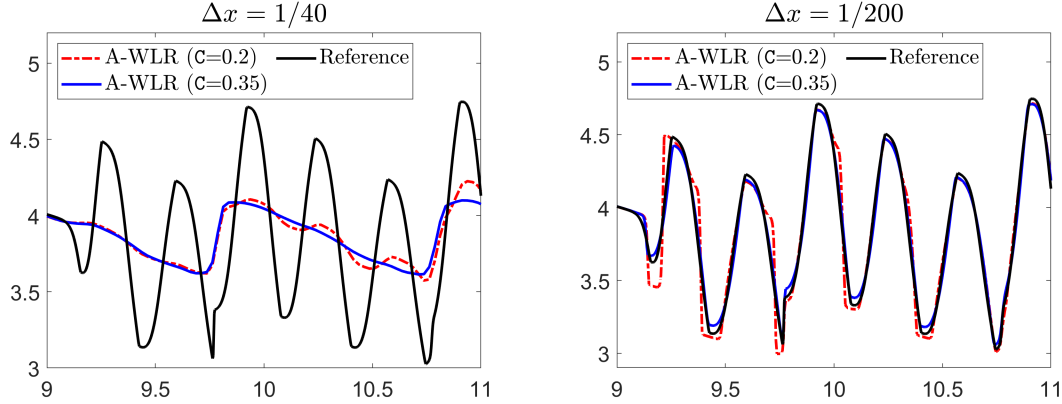 Δx = 1/40
A-WLR (C=0.2) Reference
A-WLR (C=0.35)
5
4.5
4
3.5
3
9 9.5 10 10.5 11
Δx = 1/200
A-WLR (C=0.2) Reference
A-WLR (C=0.35)
5
4.5
4
3.5
3
9 9.5 10 10.5 11